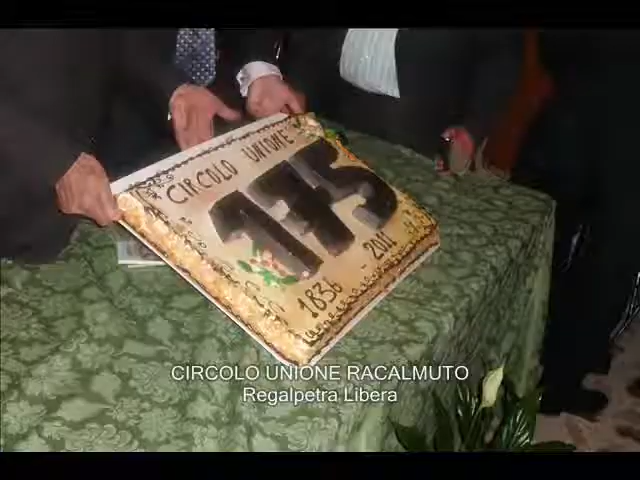 CIRCOLO UNIONE
175
1836 - 2011
CIRCOLO UNIONE RACALMUTO
Regalpetra Libera